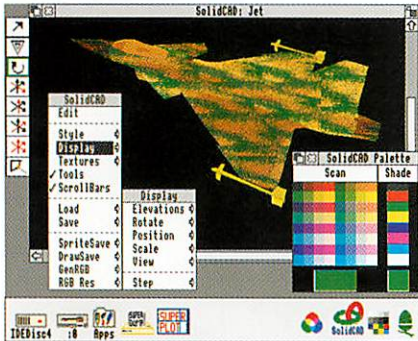 SolidCAD: Jet
SolidCAD
Edit
Style
Display
Textures
✓Tools
✓ScrollBars
Load
Save
SpriteSave
DrawSave
GenRGB
RGB Res
Display
Elevations
Rotate
Position
Scale
View
Step
SolidCAD Palette
Scan
Shade
IDEDisc4
:0
Apps
SUPER
PLOT
SolidCAD